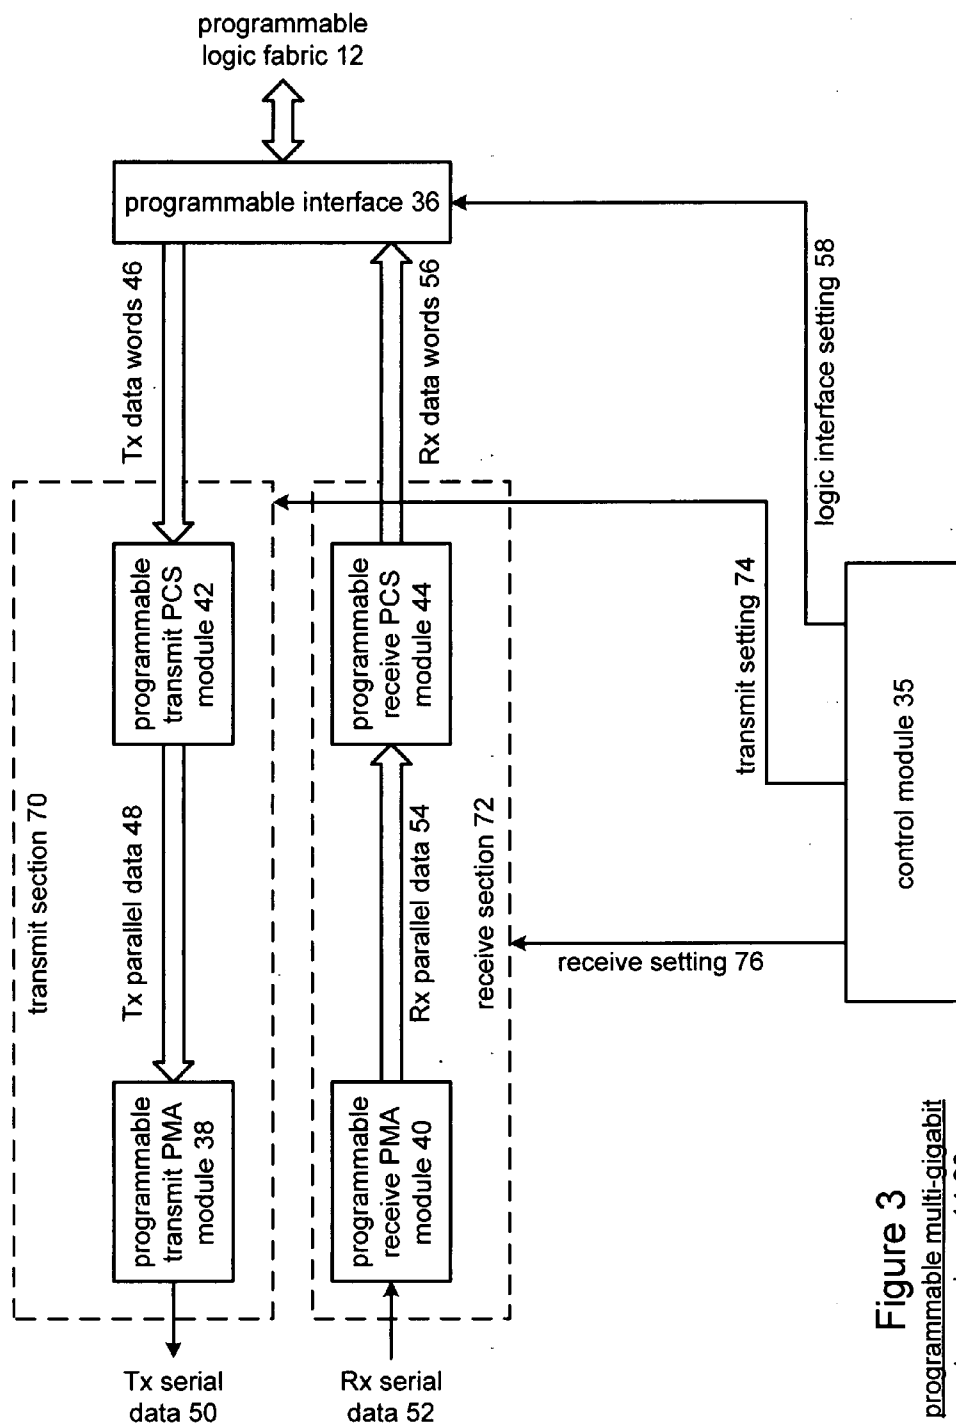 programmable
logic fabric 12
programmable interface 36
Tx data words 46
Rx data words 56
logic interface setting 58
transmit setting 74
programmable
transmit PCS
module 42
programmable
receive PCS
module 44
transmit section 70
Tx parallel data 48
Rx parallel data 54
receive section 72
receive setting 76
control module 35
programmable
transmit PMA
module 38
programmable
receive PMA
module 40
Tx serial
data 50
Rx serial
data 52
Figure 3
programmable multi-gigabit